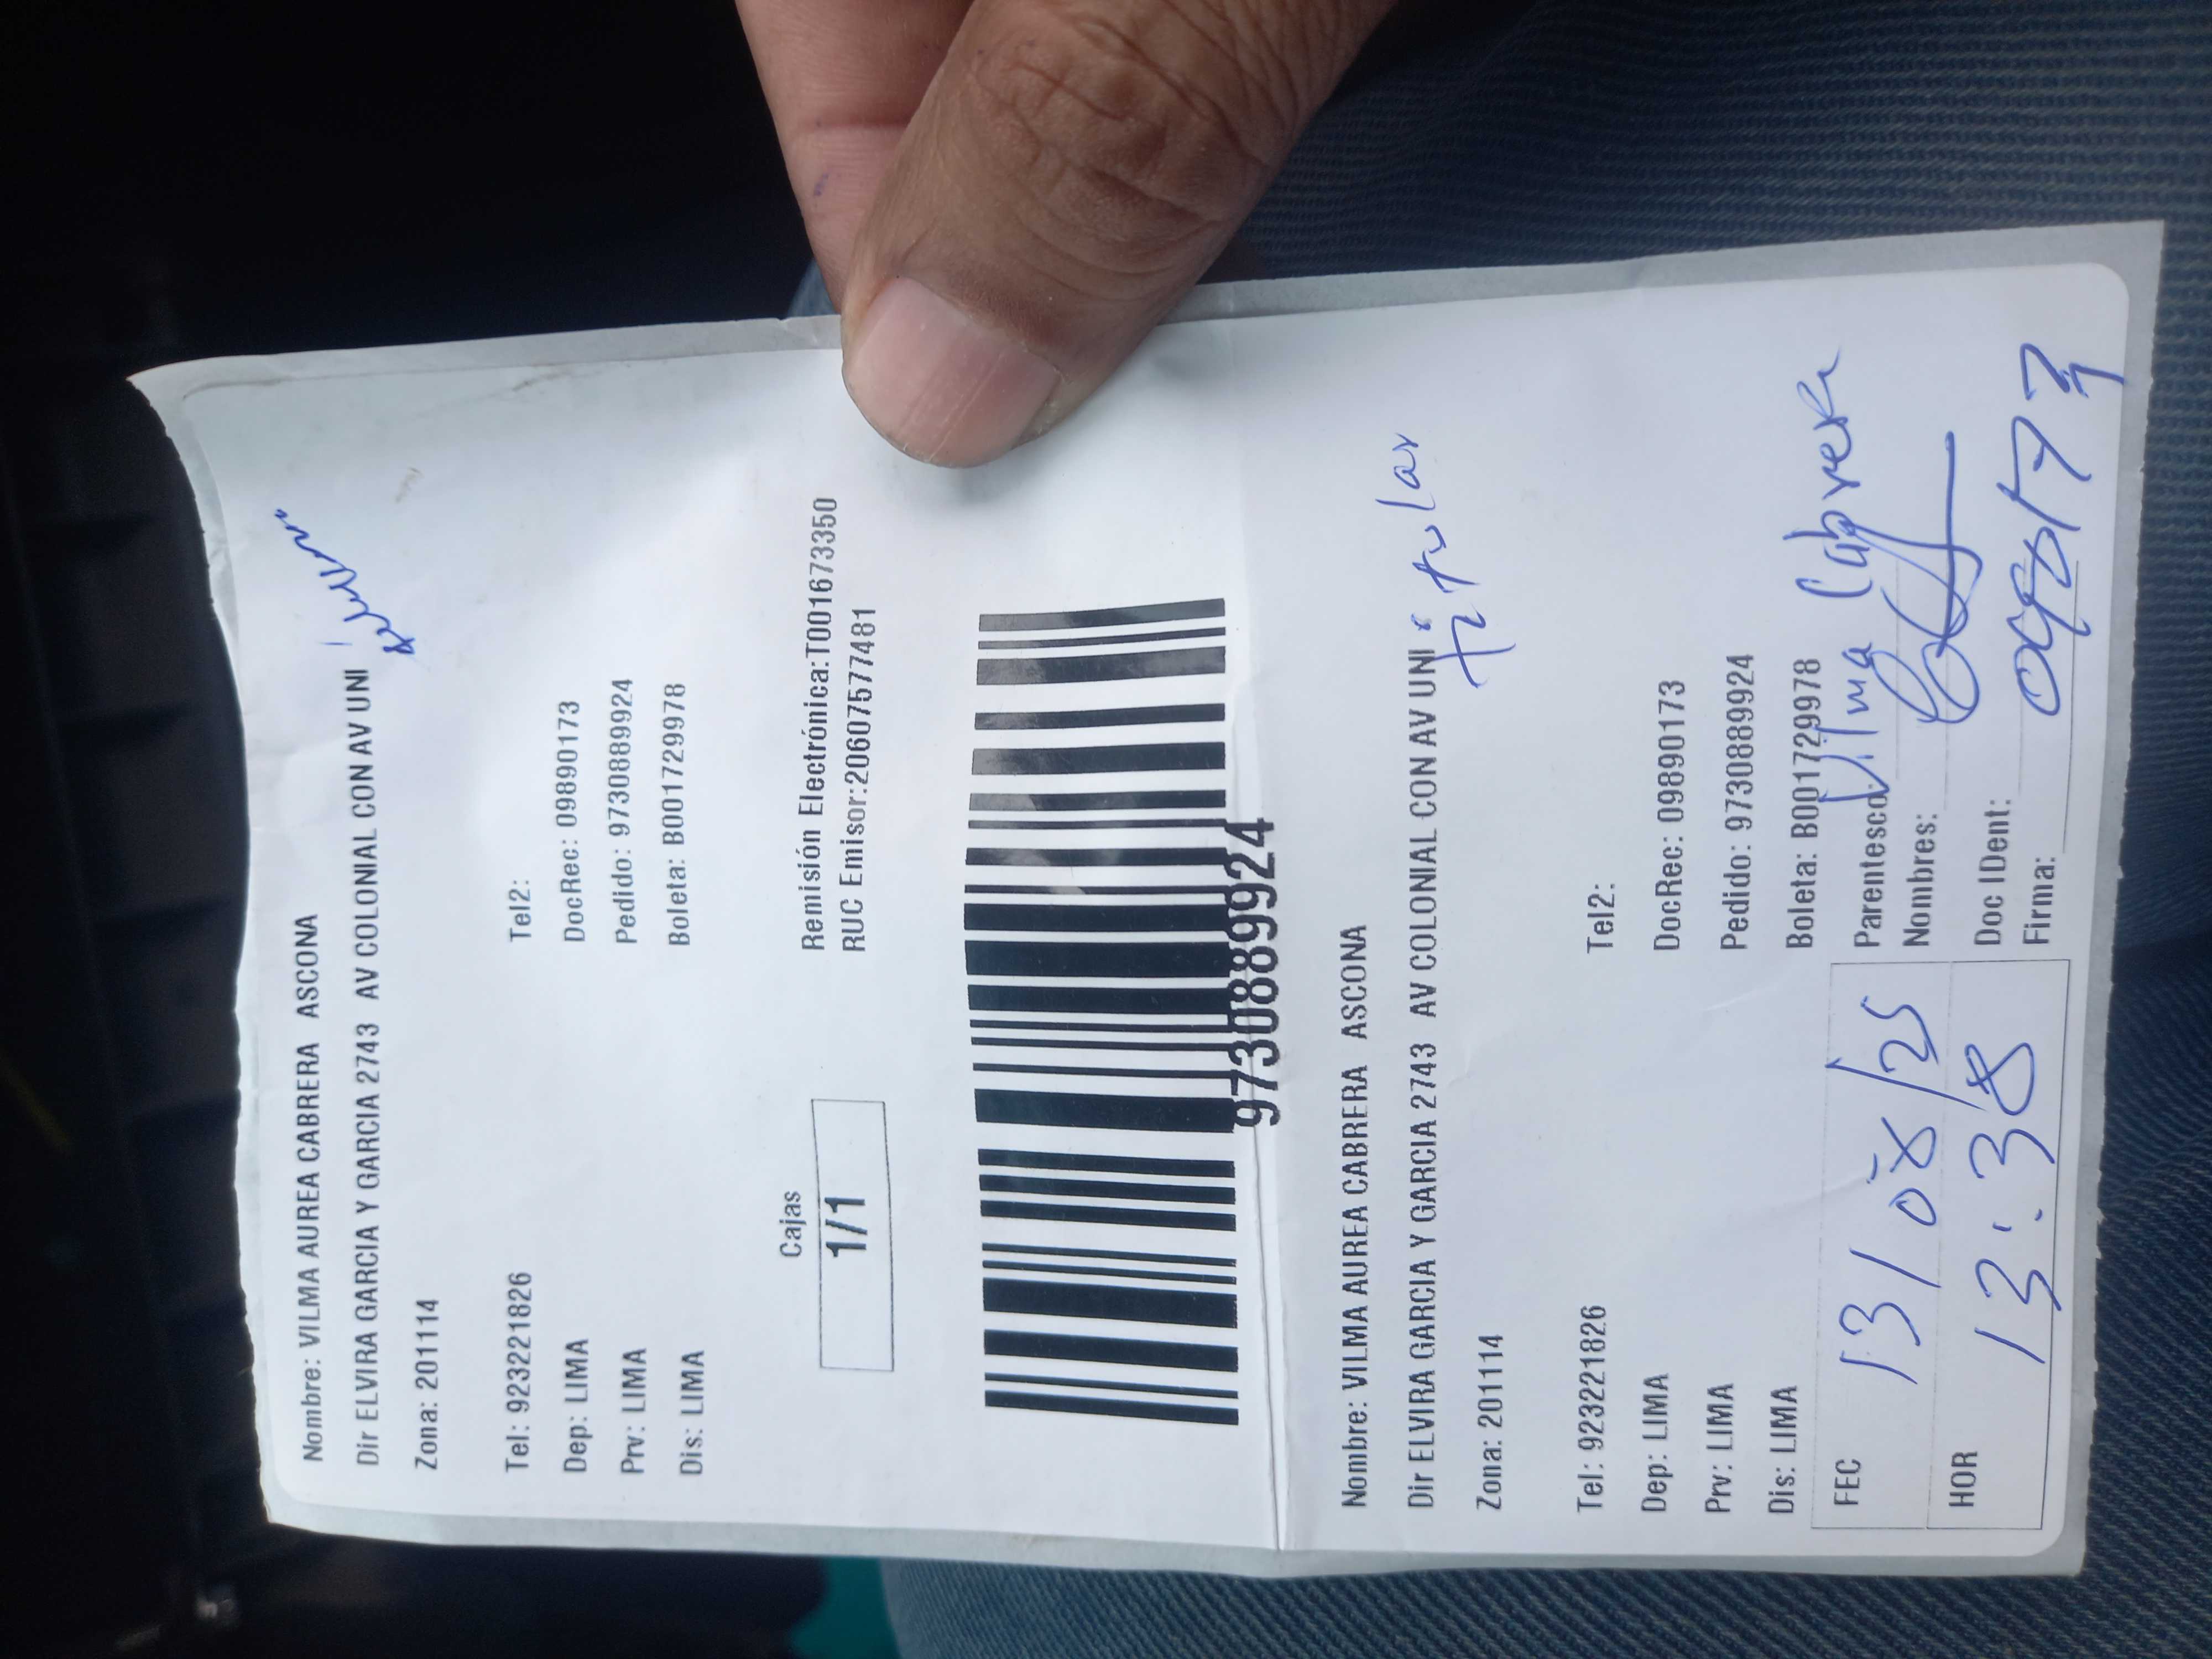 Nombre: VILMA AUREA CABRERA ASCONA
Dir ELVIRA GARCIA Y GARCIA 2743 AV COLONIAL CON AV UNI
Zona: 201114
Tel: 923221826 Tel2:
Dep: LIMA DocRec: 09890173
Prv: LIMA Pedido: 9730889924
Dis: LIMA Boleta: B001729978
Cajas
1/1
Remisión Electrónica:T001673350
RUC Emisor:20607577481
9730889924
Nombre: VILMA AUREA CABRERA ASCONA
Dir ELVIRA GARCIA Y GARCIA 2743 AV COLONIAL CON AV UNI
titular
Zona: 201114
Tel: 923221826 Tel2:
Dep: LIMA DocRec: 09890173
Prv: LIMA Pedido: 9730889924
Dis: LIMA Boleta: B001729978
FEC 13/08/25
Parentesco: Vilma Cabrera
Nombres:
HOR 13:38
Doc IDent:
Firma: